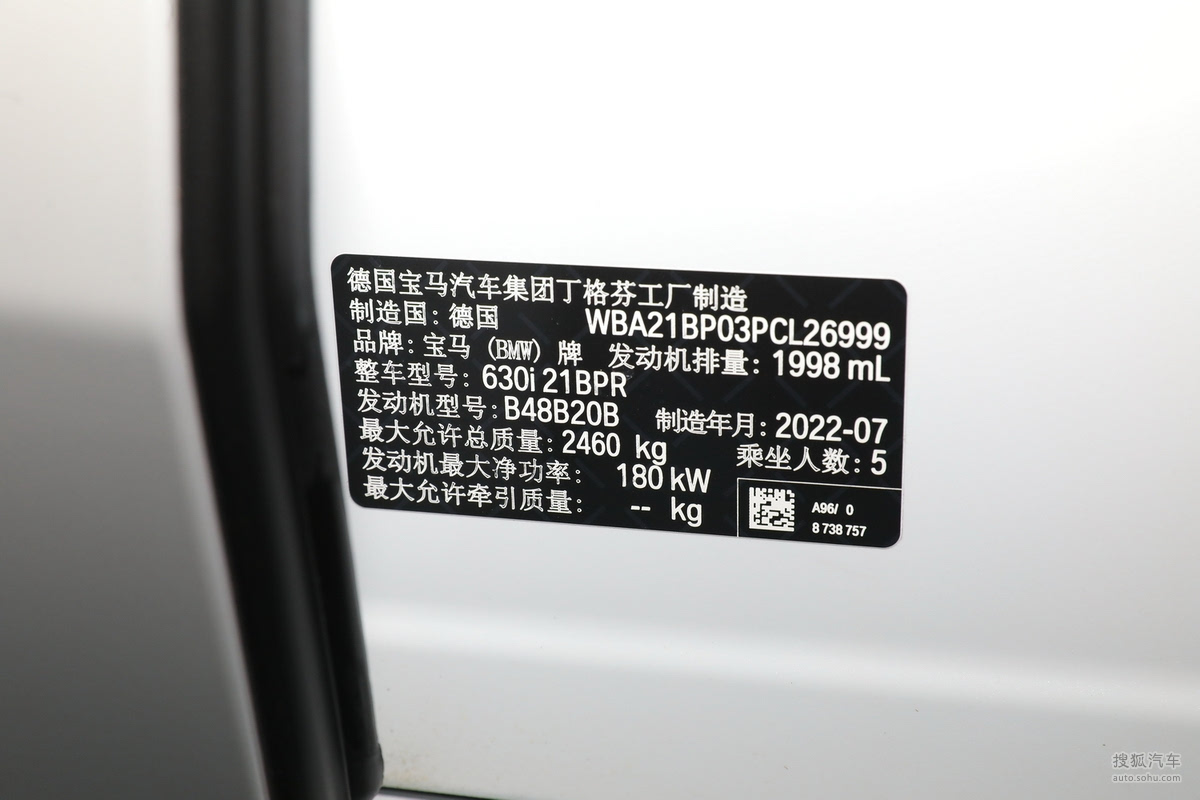 德国宝马汽车集团丁格芬工厂制造
制造国: 德国 WBA21BP03PCL26999
品牌: 宝马 (BMW) 牌 发动机排量: 1998 mL
整车型号: 630i 21BPR
发动机型号: B48B20B 制造年月: 2022-07
最大允许总质量: 2460 kg 乘坐人数: 5
发动机最大净功率: 180 kW
最大允许牵引质量: -- kg
A96/ 0
8 738 757
搜狐汽车
auto.sohu.com